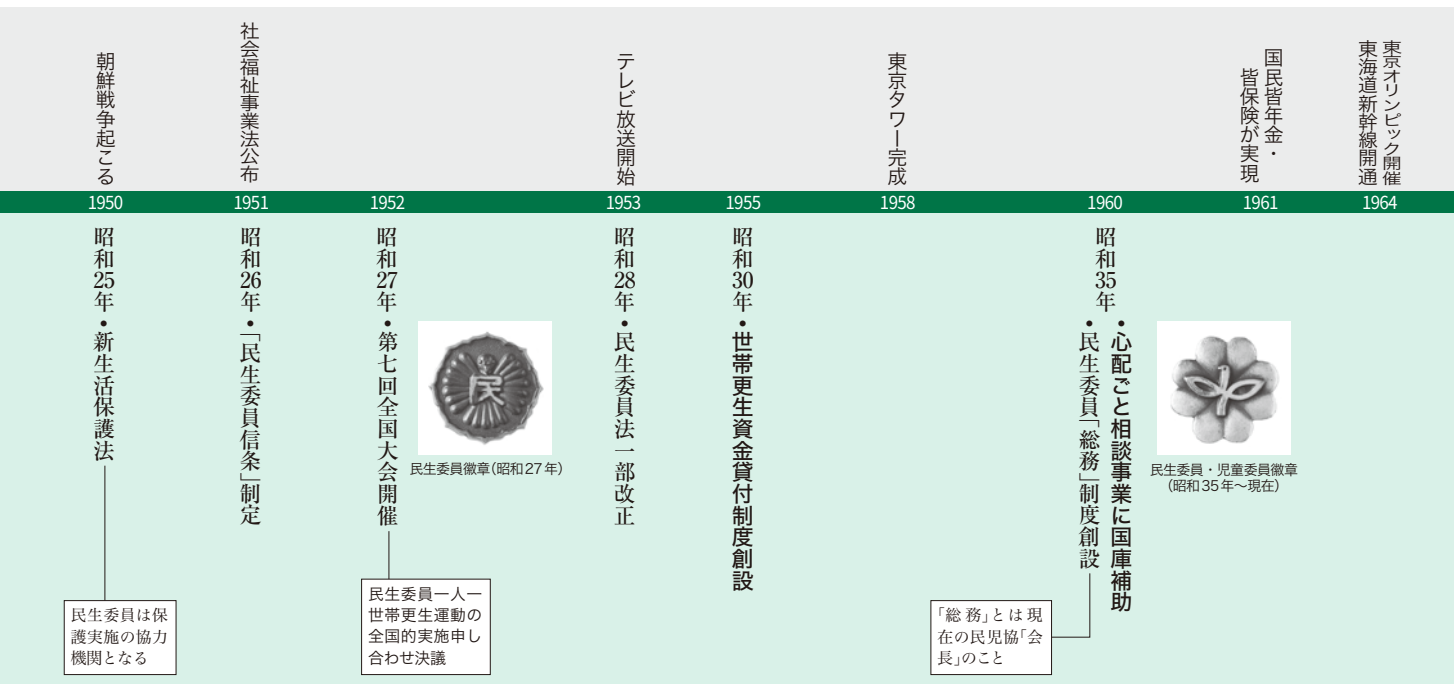 朝鮮戦争起こる
社会福祉事業法公布
テレビ放送開始
東京タワー完成
国民皆年金・
皆保険が実現
東京オリンピック開催
東海道新幹線開通
1950
1951
1952
1953
1955
1958
1960
1961
1964
昭和25年・新生活保護法
民生委員は保
護実施の協力
機関となる
昭和26年・「民生委員信条」制定
昭和27年・第七回全国大会開催
民生委員一人一
世帯更生運動の
全国的実施申し
合わせ決議
民
民生委員徽章(昭和27年)
昭和28年・民生委員法一部改正
昭和30年・世帯更生資金貸付制度創設
昭和35年・心配ごと相談事業に国庫補助
・民生委員「総務」制度創設
「総務」とは現
在の民児協「会
長」のこと
民生委員・児童委員徽章
(昭和35年〜現在)